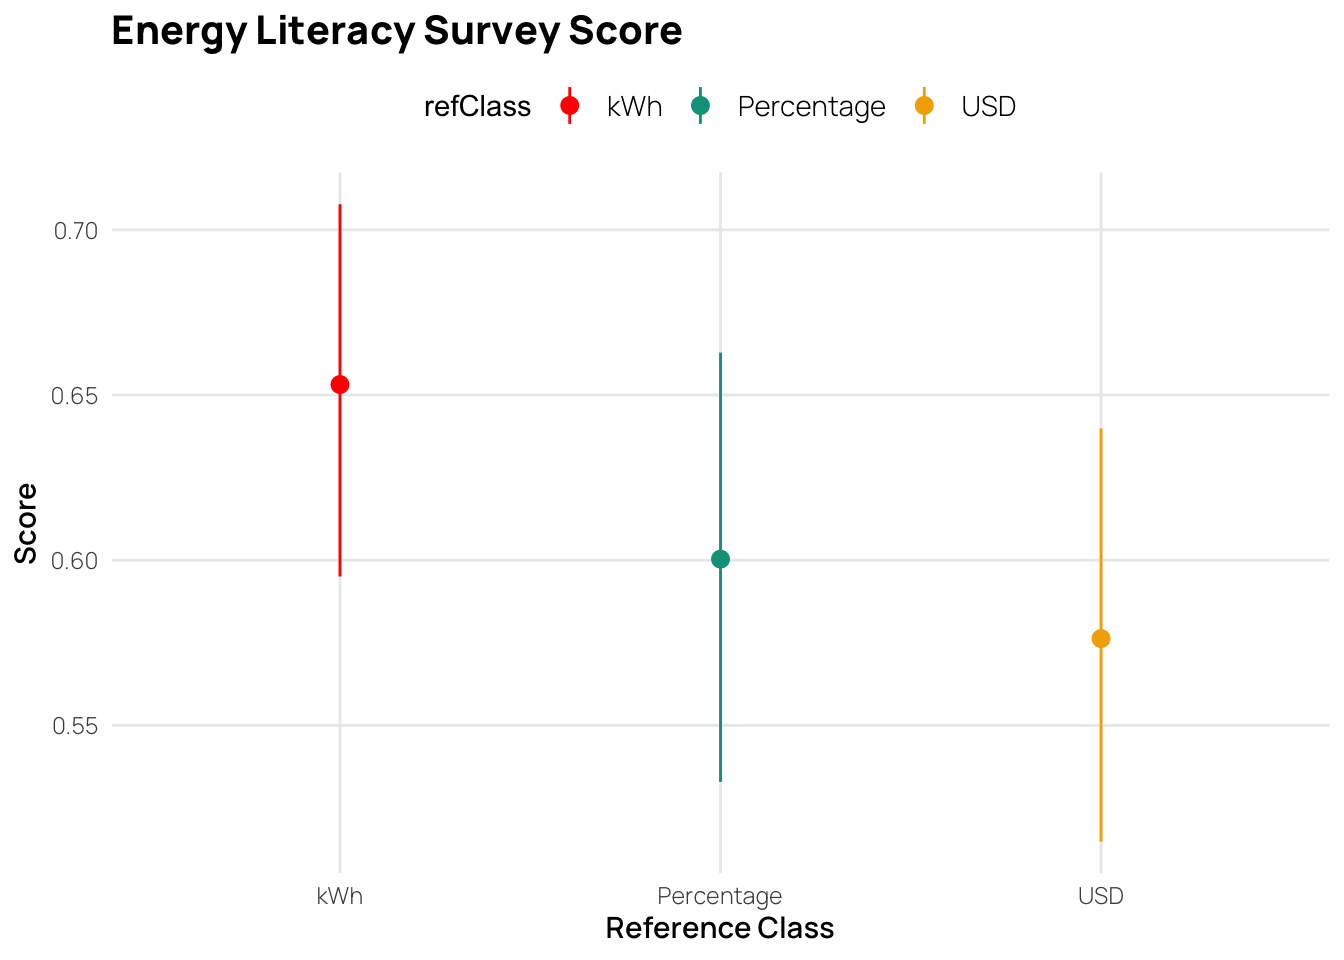 Energy Literacy Survey Score
refClass kWh Percentage USD
0.70
0.65
0.60
0.55
Score
kWh Percentage USD
Reference Class